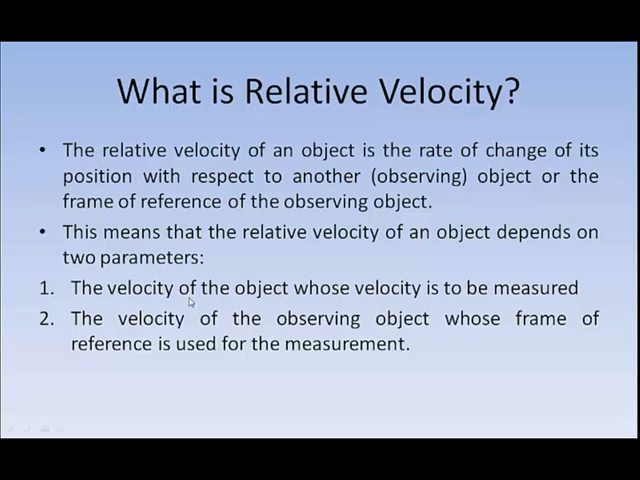 What is Relative Velocity?
• The relative velocity of an object is the rate of change of its
position with respect to another (observing) object or the
frame of reference of the observing object.
• This means that the relative velocity of an object depends on
two parameters:
1. The velocity of the object whose velocity is to be measured
2. The velocity of the observing object whose frame of
reference is used for the measurement.